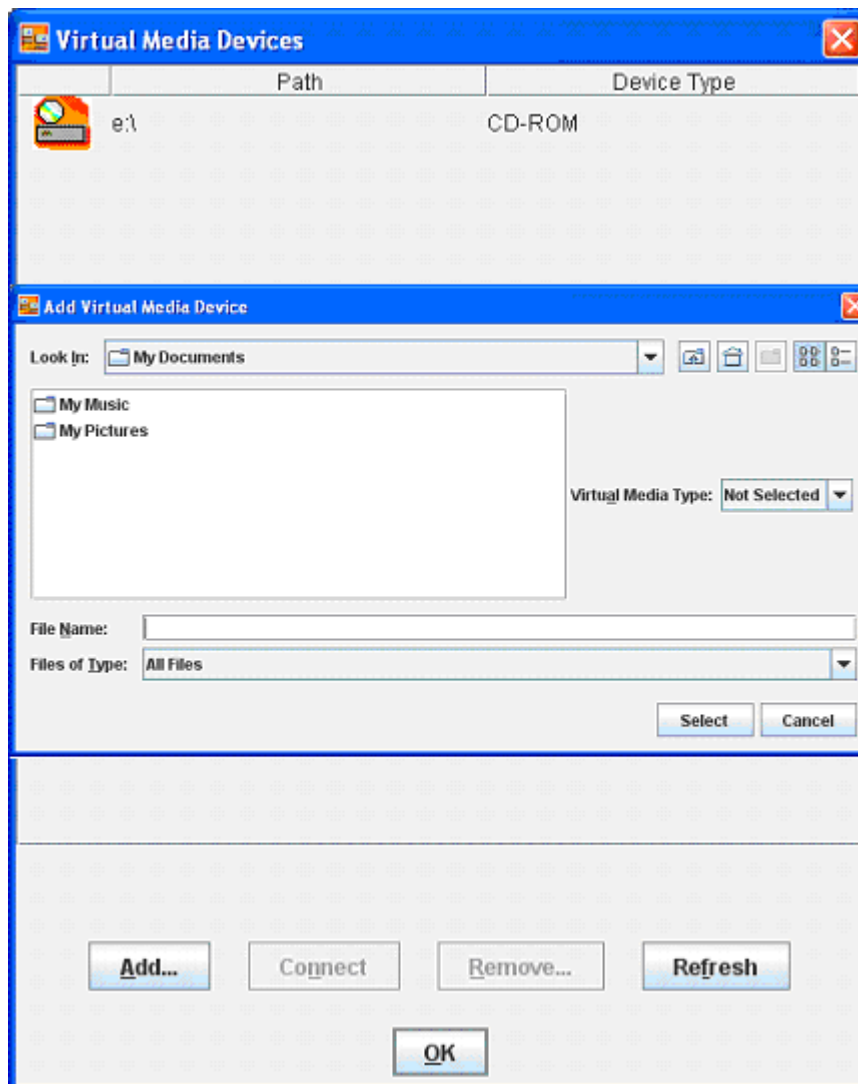 Virtual Media Devices
Path Device Type
e:\ CD-ROM
Add Virtual Media Device
Look In: My Documents
My Music
My Pictures
Virtual Media Type: Not Selected
File Name:
Files of Type: All Files
Select Cancel
Add... Connect Remove... Refresh
OK